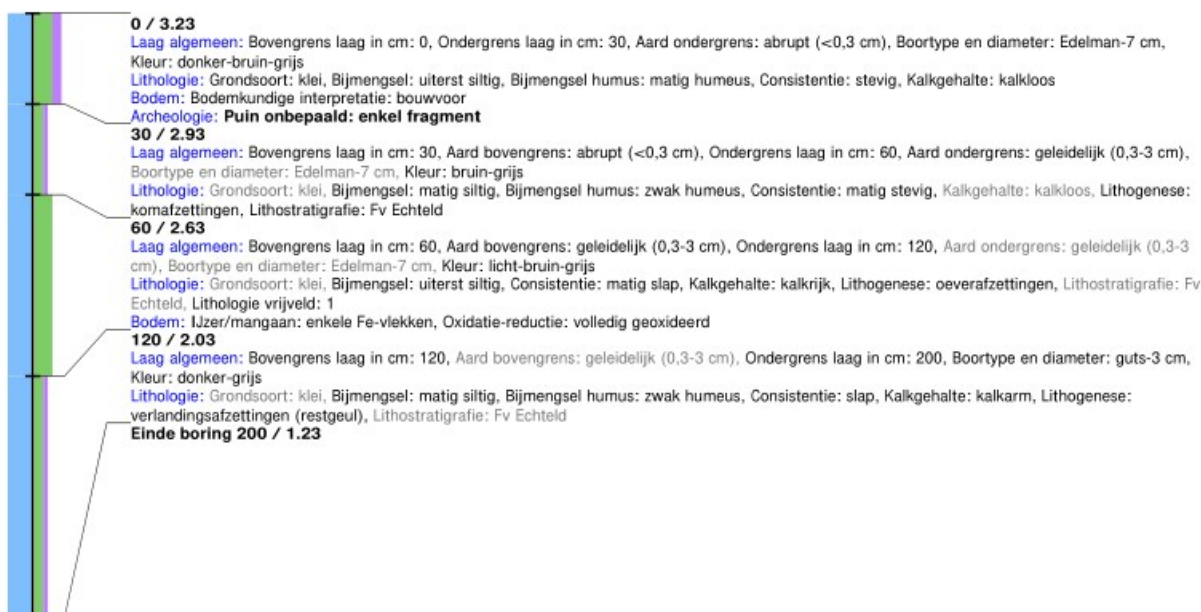 0 / 3.23
Laag algemeen: Bovengrens laag in cm: 0, Ondergrens laag in cm: 30, Aard ondergrens: abrupt (<0,3 cm), Boortype en diameter: Edelman-7 cm,
Kleur: donker-bruin-grijs
Lithologie: Grondsoort: klei, Bijmengsel: uiterst siltig, Bijmengsel humus: matig humeus, Consistentie: stevig, Kalkgehalte: kalkloos
Bodem: Bodemkundige interpretatie: bouwvoor
Archeologie: Puin onbepaald: enkel fragment
30 / 2.93
Laag algemeen: Bovengrens laag in cm: 30, Aard bovengrens: abrupt (<0,3 cm), Ondergrens laag in cm: 60, Aard ondergrens: geleidelijk (0,3-3 cm),
Boortype en diameter: Edelman-7 cm, Kleur: bruin-grijs
Lithologie: Grondsoort: klei, Bijmengsel: matig siltig, Bijmengsel humus: zwak humeus, Consistentie: matig stevig, Kalkgehalte: kalkloos, Lithogenese:
komafzettingen, Lithostratigrafie: Fv Echteld
60 / 2.63
Laag algemeen: Bovengrens laag in cm: 60, Aard bovengrens: geleidelijk (0,3-3 cm), Ondergrens laag in cm: 120, Aard ondergrens: geleidelijk (0,3-3
cm), Boortype en diameter: Edelman-7 cm, Kleur: licht-bruin-grijs
Lithologie: Grondsoort: klei, Bijmengsel: uiterst siltig, Consistentie: matig slap, Kalkgehalte: kalkrijk, Lithogenese: oeverafzettingen, Lithostratigrafie: Fv
Echteld, Lithologie vrijveld: 1
Bodem: IJzer/mangaan: enkele Fe-vlekken, Oxidatie-reductie: volledig geoxideerd
120 / 2.03
Laag algemeen: Bovengrens laag in cm: 120, Aard bovengrens: geleidelijk (0,3-3 cm), Ondergrens laag in cm: 200, Boortype en diameter: guts-3 cm,
Kleur: donker-grijs
Lithologie: Grondsoort: klei, Bijmengsel: matig siltig, Bijmengsel humus: zwak humeus, Consistentie: slap, Kalkgehalte: kalkarm, Lithogenese:
verlandingsafzettingen (restgeul), Lithostratigrafie: Fv Echteld
Einde boring 200 / 1.23